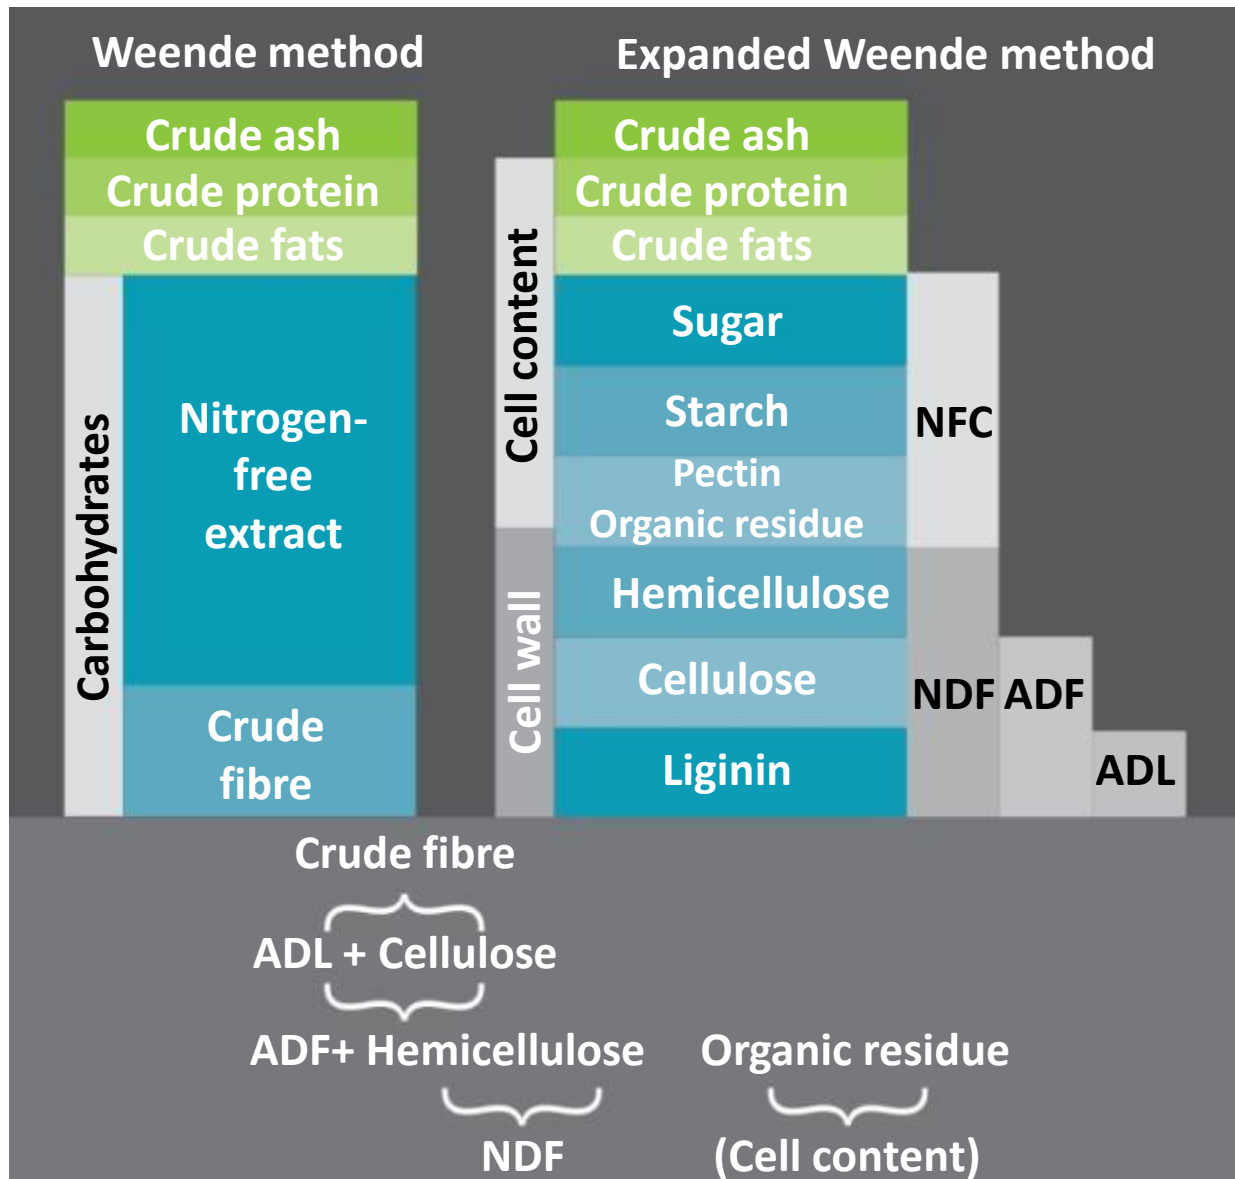 Weende method
Expanded Weende method
Crude ash
Crude protein
Crude fats
Carbohydrates
Nitrogen-
free
extract
Crude
fibre
Cell content
Cell wall
Crude ash
Crude protein
Crude fats
Sugar
Starch
Pectin
Organic residue
Hemicellulose
Cellulose
Liginin
NFC
NDF
ADF
ADL
Crude fibre
ADL + Cellulose
ADF+ Hemicellulose
Organic residue
NDF
(Cell content)